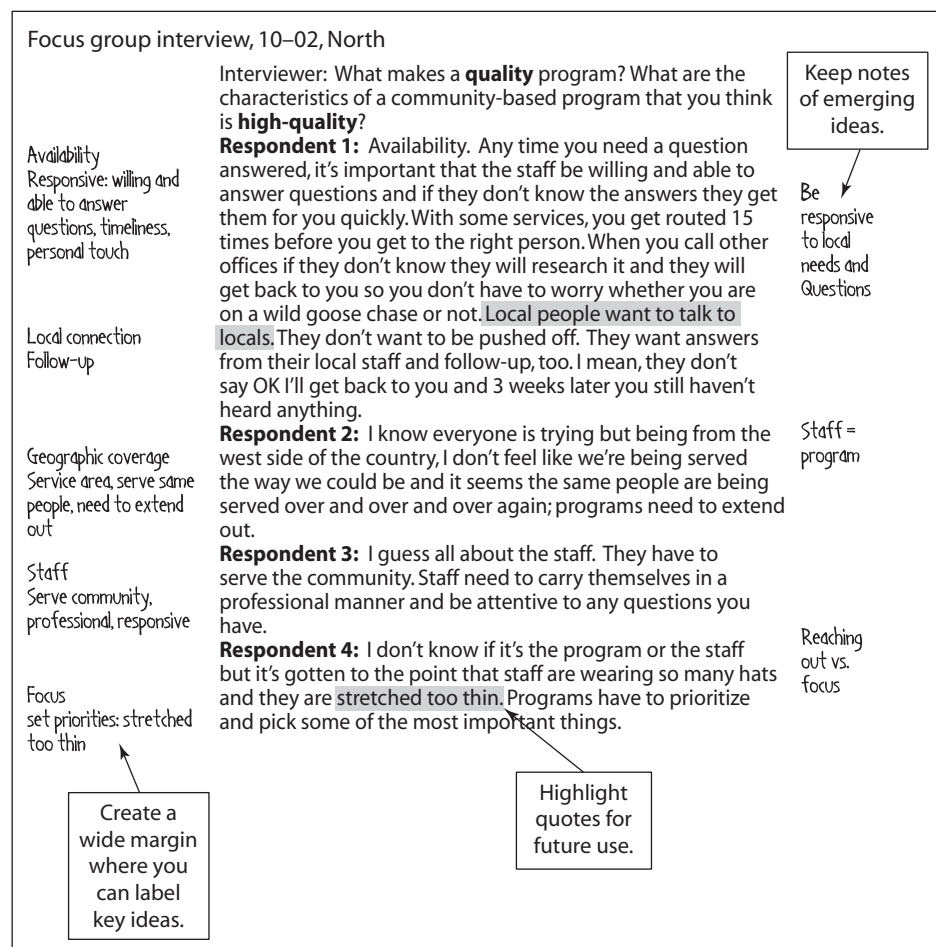 Focus group interview, 10–02, North
Interviewer: What makes a quality program? What are the
characteristics of a community-based program that you think
is high-quality?
Keep notes
of emerging
ideas.
Availability
Responsive: willing and
able to answer
questions, timeliness,
personal touch
Respondent 1: Availability. Any time you need a question
answered, it's important that the staff be willing and able to
answer questions and if they don't know the answers they get
them for you quickly. With some services, you get routed 15
times before you get to the right person. When you call other
offices if they don't know they will research it and they will
get back to you so you don't have to worry whether you are
on a wild goose chase or not. Local people want to talk to
locals. They don't want to be pushed off. They want answers
from their local staff and follow-up, too. I mean, they don't
say OK I'll get back to you and 3 weeks later you still haven't
heard anything.
Be
responsive
to local
needs and
Questions
Local connection
Follow-up
Respondent 2: I know everyone is trying but being from the
west side of the country, I don't feel like we're being served
the way we could be and it seems the same people are being
served over and over and over again; programs need to extend
out.
Staff =
program
Geographic coverage
Service area, serve same
people, need to extend
out
Respondent 3: I guess all about the staff. They have to
serve the community. Staff need to carry themselves in a
professional manner and be attentive to any questions you
have.
Staff
Serve community,
professional, responsive
Respondent 4: I don't know if it's the program or the staff
but it's gotten to the point that staff are wearing so many hats
and they are stretched too thin. Programs have to prioritize
and pick some of the most important things.
Reaching
out vs.
focus
Focus
set priorities: stretched
too thin
Create a
wide margin
where you
can label
key ideas.
Highlight
quotes for
future use.